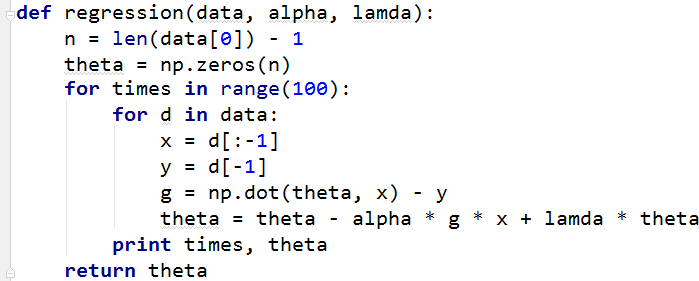 def regression(data, alpha, lamda):
    n = len(data[0]) - 1
    theta = np.zeros(n)
    for times in range(100):
        for d in data:
            x = d[:-1]
            y = d[-1]
            g = np.dot(theta, x) - y
            theta = theta - alpha * g * x + lamda * theta
        print times, theta
    return theta